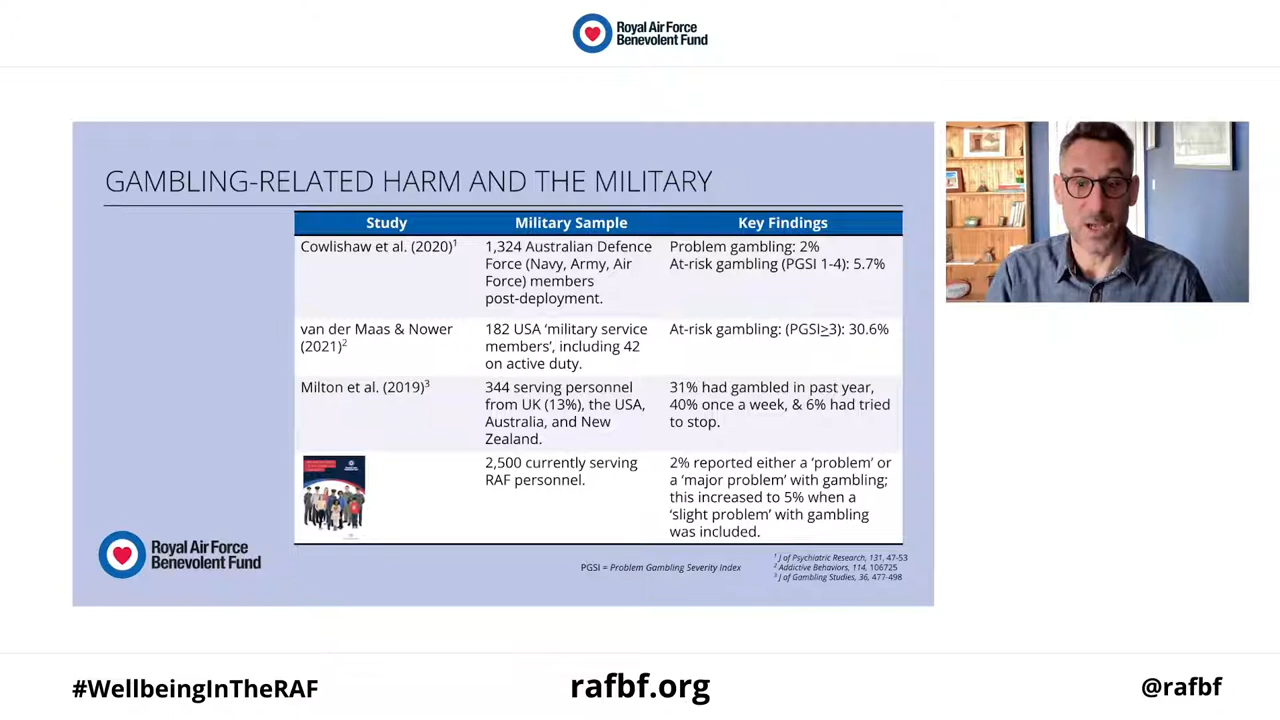 Royal Air Force
Benevolent Fund
GAMBLING-RELATED HARM AND THE MILITARY
Study Military Sample Key Findings
Cowlishaw et al. (2020)¹
1,324 Australian Defence
Force (Navy, Army, Air
Force) members
post-deployment.
Problem gambling: 2%
At-risk gambling (PGSI 1-4): 5.7%
van der Maas & Nower
(2021)²
182 USA ‘military service
members’, including 42
on active duty.
At-risk gambling: (PGSI≥3): 30.6%
Milton et al. (2019)³
344 serving personnel
from UK (13%), the USA,
Australia, and New
Zealand.
31% had gambled in past year,
40% once a week, & 6% had tried
to stop.
2,500 currently serving
RAF personnel.
2% reported either a ‘problem’ or
a ‘major problem’ with gambling;
this increased to 5% when a
‘slight problem’ with gambling
was included.
Royal Air Force
Benevolent Fund
PGSI = Problem Gambling Severity Index
¹ J of Psychiatric Research, 131, 47-53
² Addictive Behaviors, 114, 106725
³ J of Gambling Studies, 36, 477-498
#WellbeingInTheRAF
rafbf.org
@rafbf